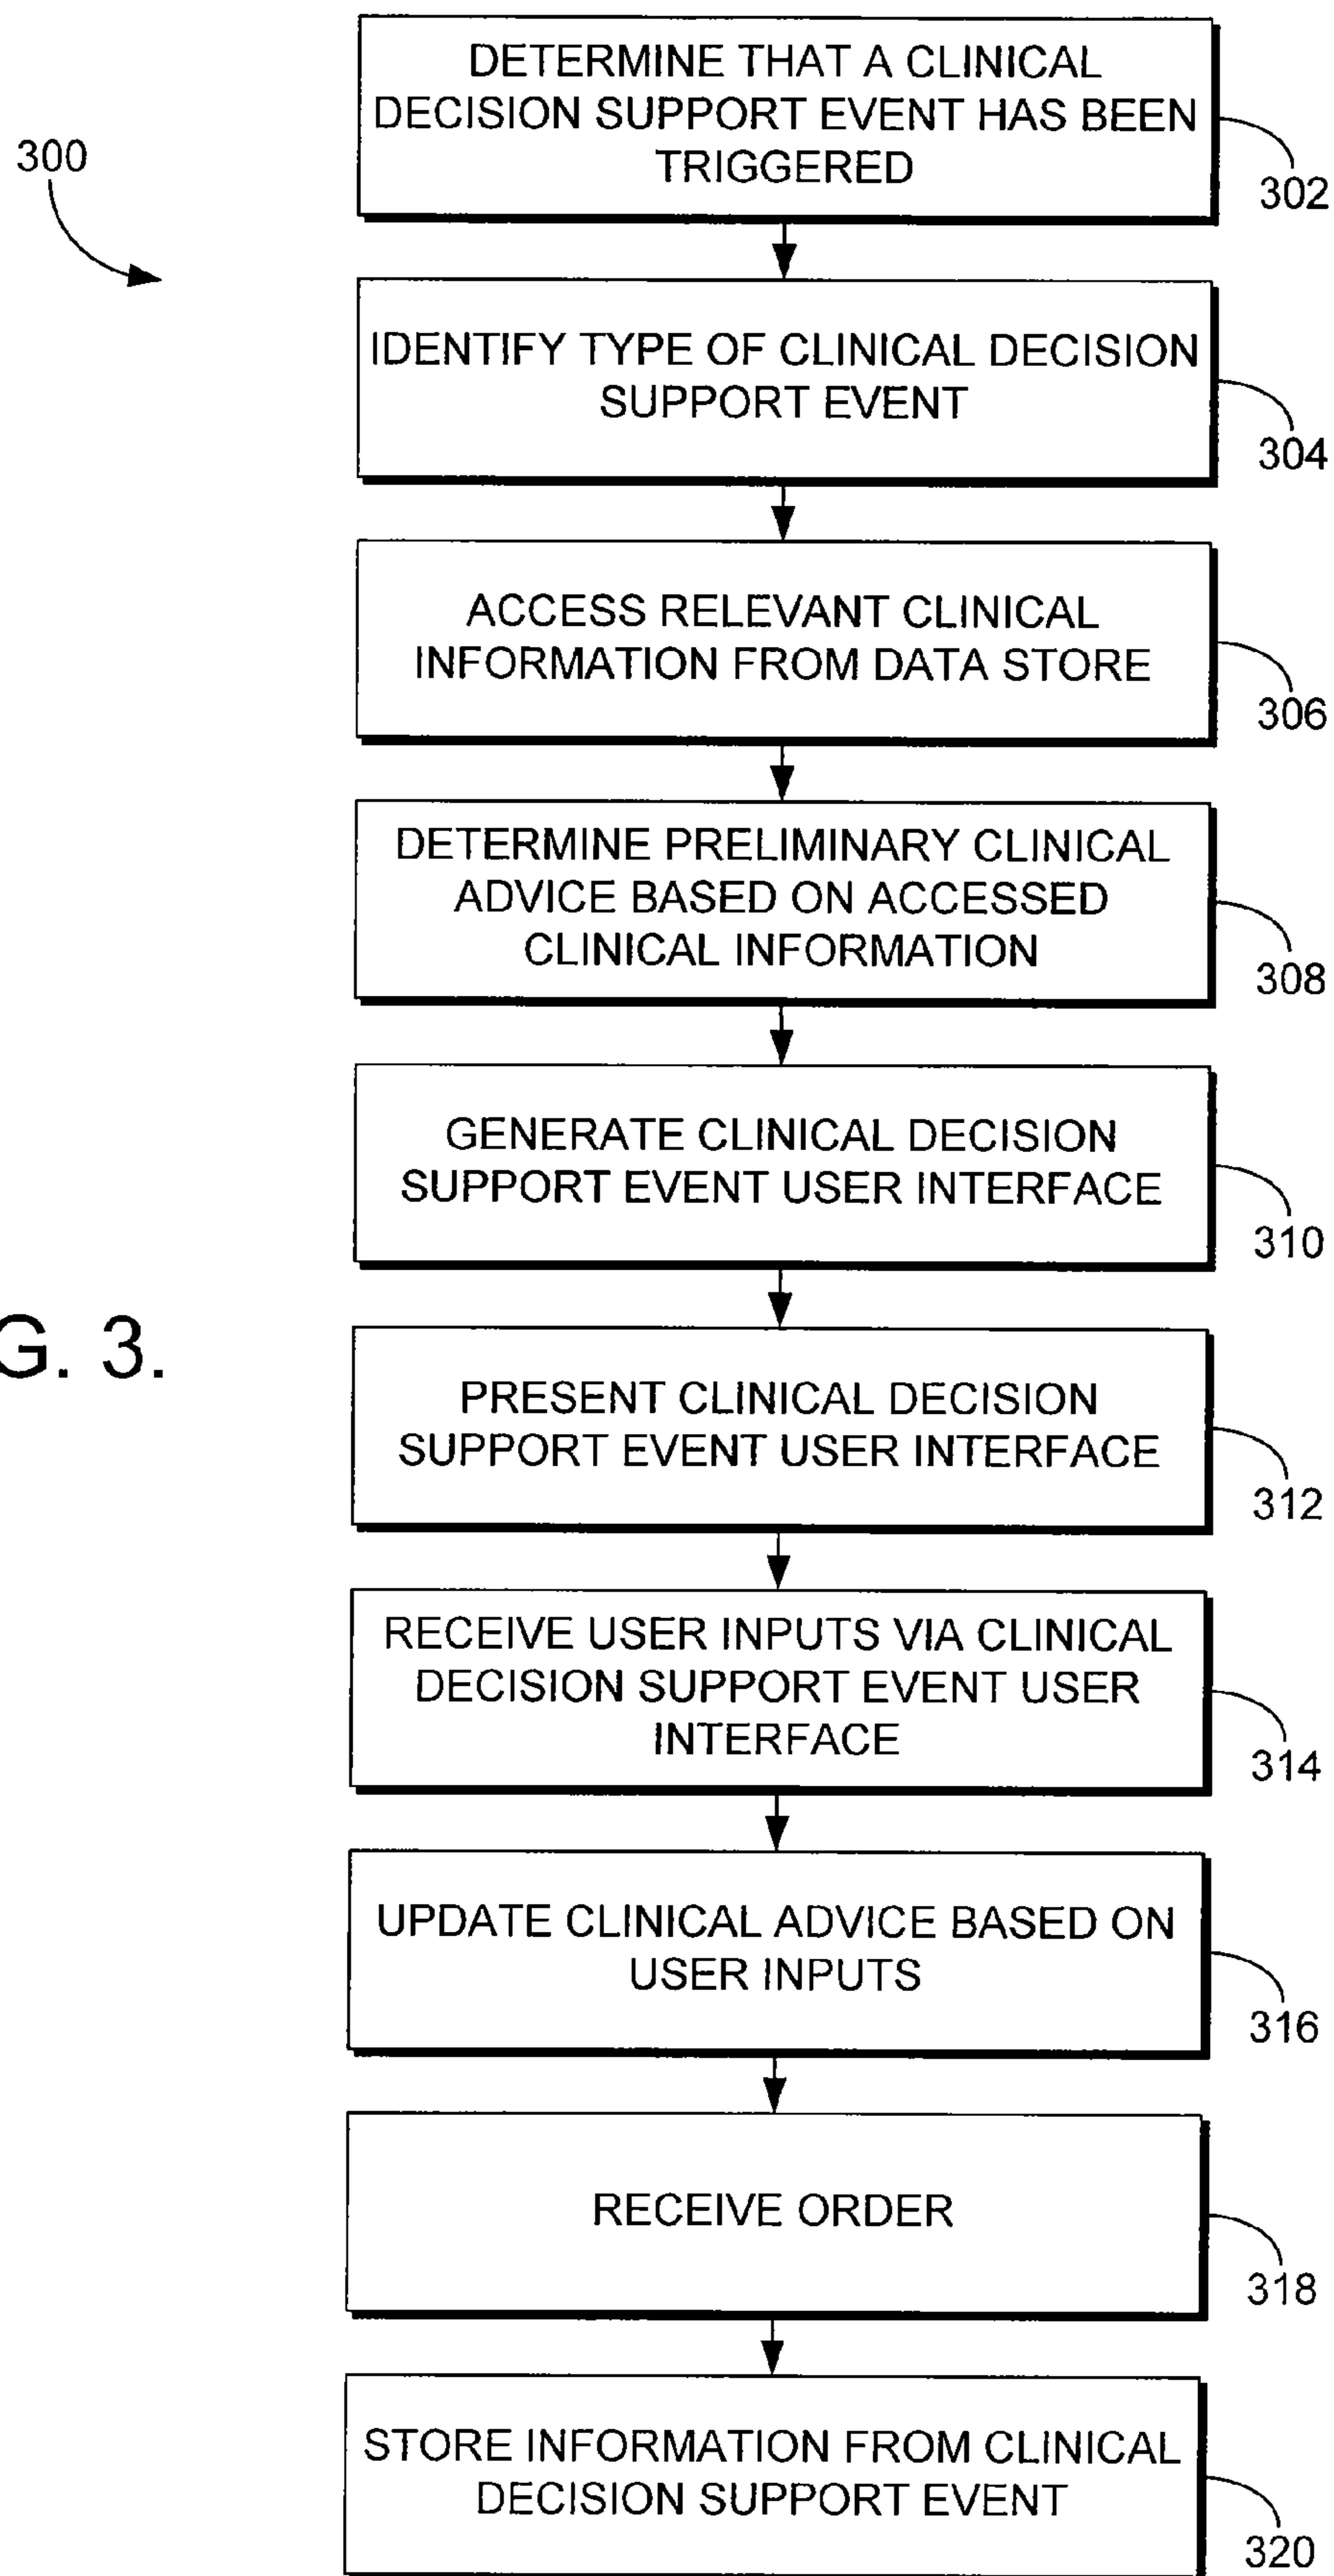 DETERMINE THAT A CLINICAL
DECISION SUPPORT EVENT HAS BEEN
TRIGGERED
300
302
IDENTIFY TYPE OF CLINICAL DECISION
SUPPORT EVENT
304
ACCESS RELEVANT CLINICAL
INFORMATION FROM DATA STORE
306
DETERMINE PRELIMINARY CLINICAL
ADVICE BASED ON ACCESSED
CLINICAL INFORMATION
308
GENERATE CLINICAL DECISION
SUPPORT EVENT USER INTERFACE
310
G. 3.
PRESENT CLINICAL DECISION
SUPPORT EVENT USER INTERFACE
312
RECEIVE USER INPUTS VIA CLINICAL
DECISION SUPPORT EVENT USER
INTERFACE
314
UPDATE CLINICAL ADVICE BASED ON
USER INPUTS
316
RECEIVE ORDER
318
STORE INFORMATION FROM CLINICAL
DECISION SUPPORT EVENT
320